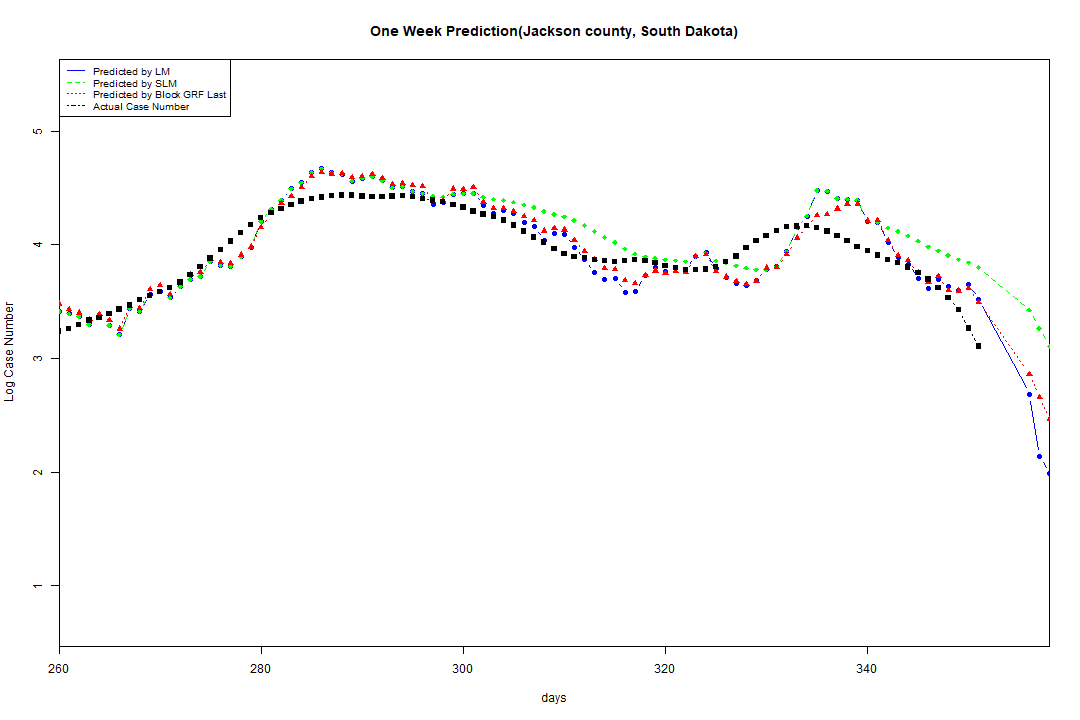 One Week Prediction(Jackson county, South Dakota)
Predicted by LM
Predicted by SLM
Predicted by Block GRF Last
Actual Case Number
5
4
3
2
1
Log Case Number
260 280 300 320 340
days